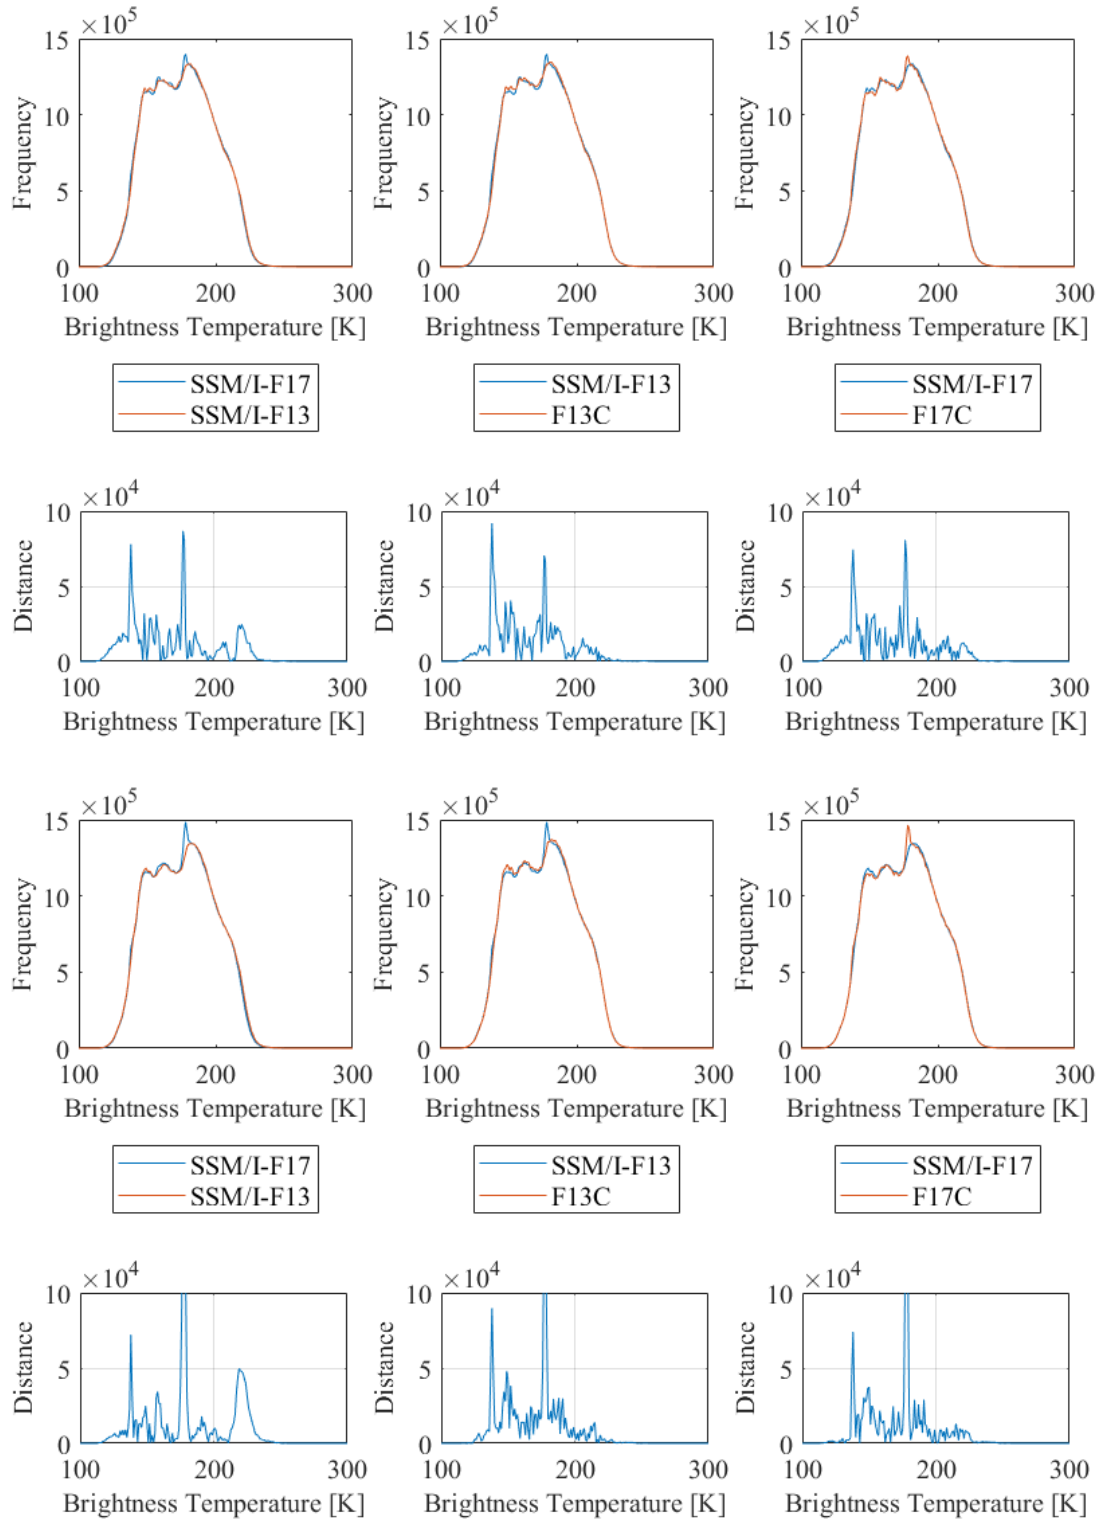 ×10^5 ×10^5 ×10^5
15 15 15
10 10 10
5 5 5
0 0 0
Frequency Frequency Frequency
100 200 300 100 200 300 100 200 300
Brightness Temperature [K] Brightness Temperature [K] Brightness Temperature [K]
SSM/I-F17 SSM/I-F13 SSM/I-F17
SSM/I-F13 F13C F17C
×10^4 ×10^4 ×10^4
10 10 10
5 5 5
0 0 0
Distance Distance Distance
100 200 300 100 200 300 100 200 300
Brightness Temperature [K] Brightness Temperature [K] Brightness Temperature [K]
×10^5 ×10^5 ×10^5
15 15 15
10 10 10
5 5 5
0 0 0
Frequency Frequency Frequency
100 200 300 100 200 300 100 200 300
Brightness Temperature [K] Brightness Temperature [K] Brightness Temperature [K]
SSM/I-F17 SSM/I-F13 SSM/I-F17
SSM/I-F13 F13C F17C
×10^4 ×10^4 ×10^4
10 10 10
5 5 5
0 0 0
Distance Distance Distance
100 200 300 100 200 300 100 200 300
Brightness Temperature [K] Brightness Temperature [K] Brightness Temperature [K]